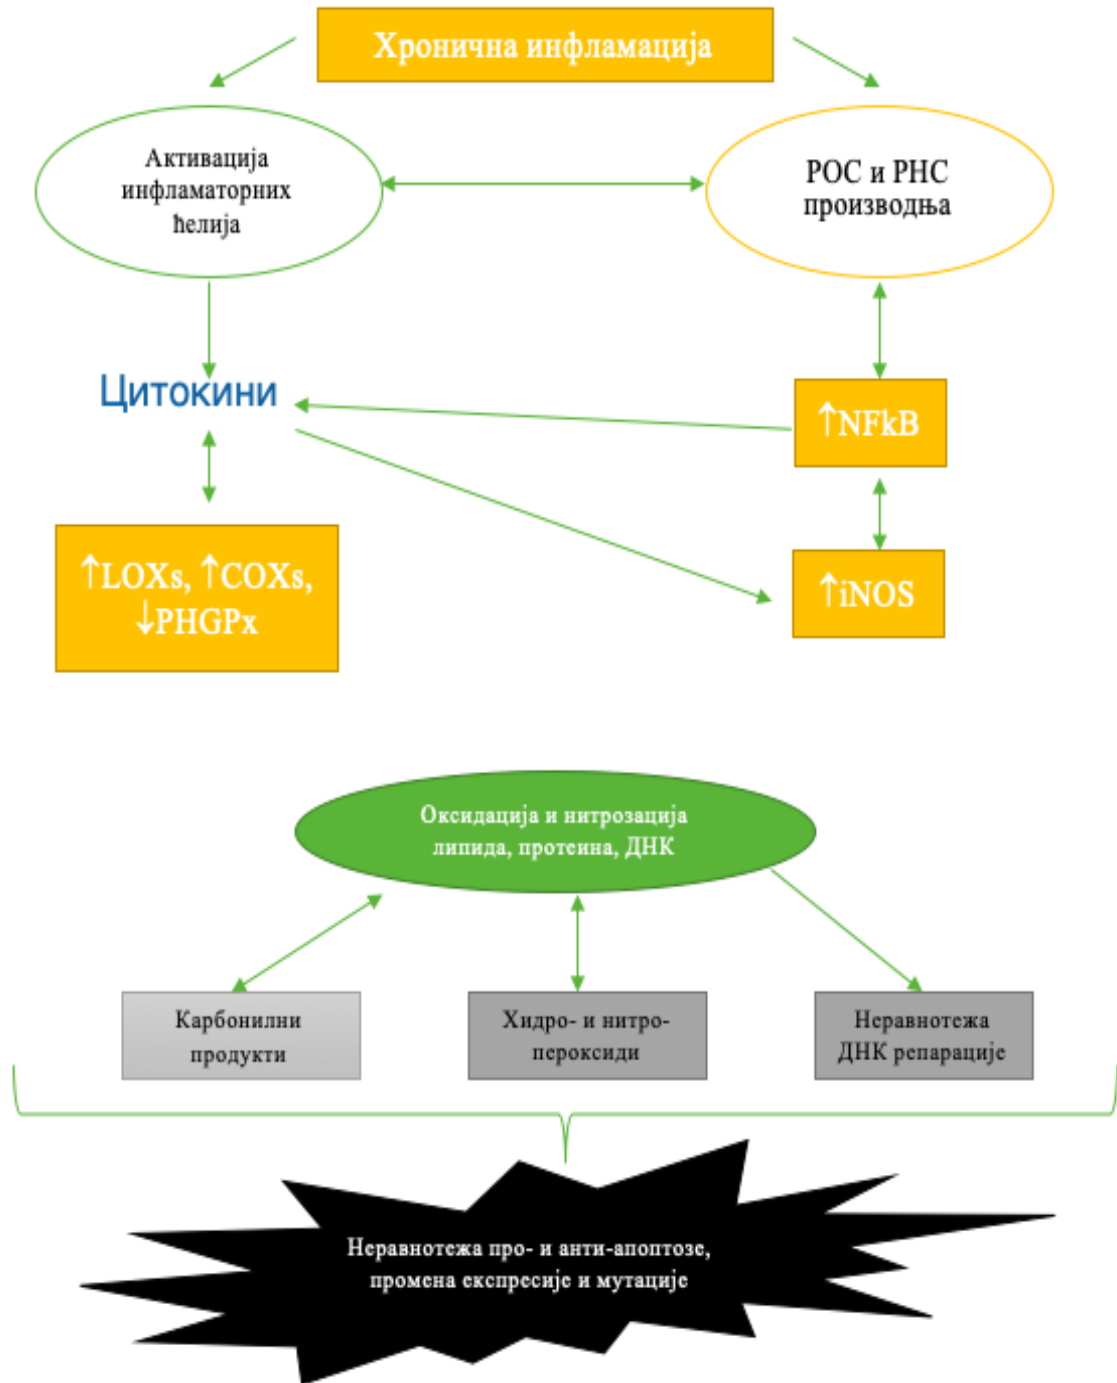 Хронична инфламација
Активација
инфламаторних
ћелија
РОС и РНС
производња
Цитокини
↑NFkB
↑LOXs, ↑COXs,
↓PHGPx
↑iNOS
Оксидација и нитрозација
липида, протеина, ДНК
Карбонилни
продукти
Хидро- и нитро-
пероксиди
Неравнотежа
ДНК репарације
Неравнотежа про- и анти-апоптозе,
промена експресије и мутације